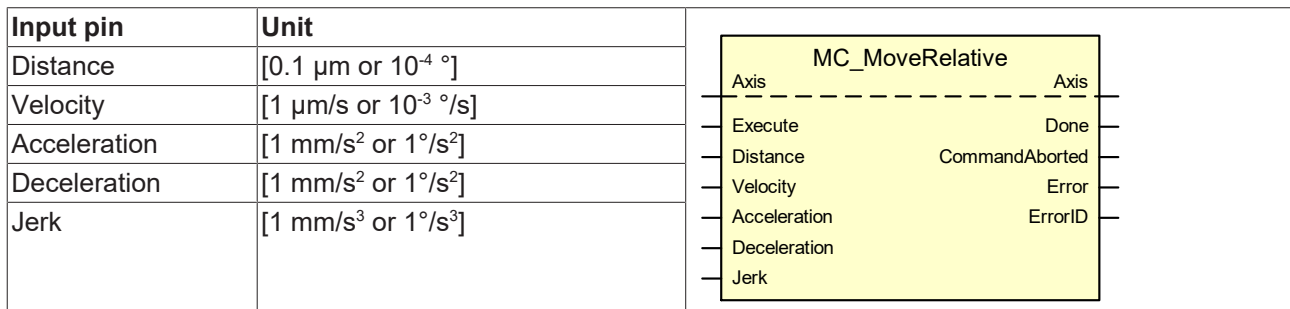 Input pin Unit
Distance [0.1 µm or 10⁻⁴ °]
Velocity [1 µm/s or 10⁻³ °/s]
Acceleration [1 mm/s² or 1°/s²]
Deceleration [1 mm/s² or 1°/s²]
Jerk [1 mm/s³ or 1°/s³]
MC_MoveRelative
Axis Axis
Execute Done
Distance CommandAborted
Velocity Error
Acceleration ErrorID
Deceleration
Jerk